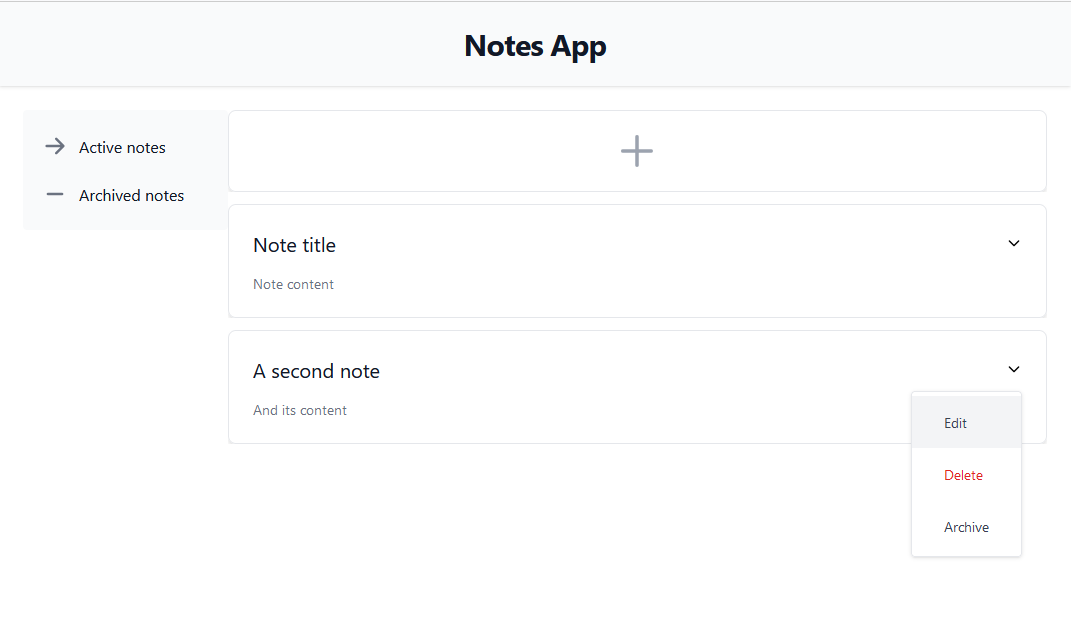 Notes App
Active notes
Archived notes
Note title
Note content
A second note
And its content
Edit
Delete
Archive